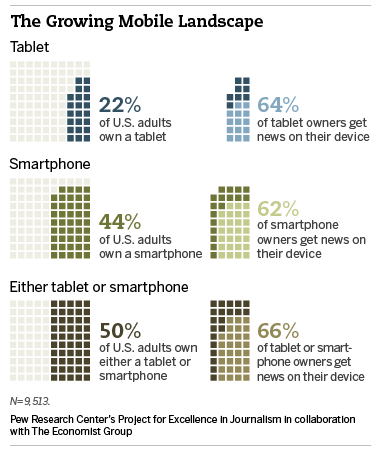 The Growing Mobile Landscape
Tablet
22%
of U.S. adults
own a tablet
64%
of tablet owners get
news on their device
Smartphone
44%
of U.S. adults
own a smartphone
62%
of smartphone
owners get news on
their device
Either tablet or smartphone
50%
of U.S. adults own
either a tablet or
smartphone
66%
of tablet or smart-
phone owners get
news on their device
N=9,513.
Pew Research Center's Project for Excellence in Journalism in collaboration
with The Economist Group